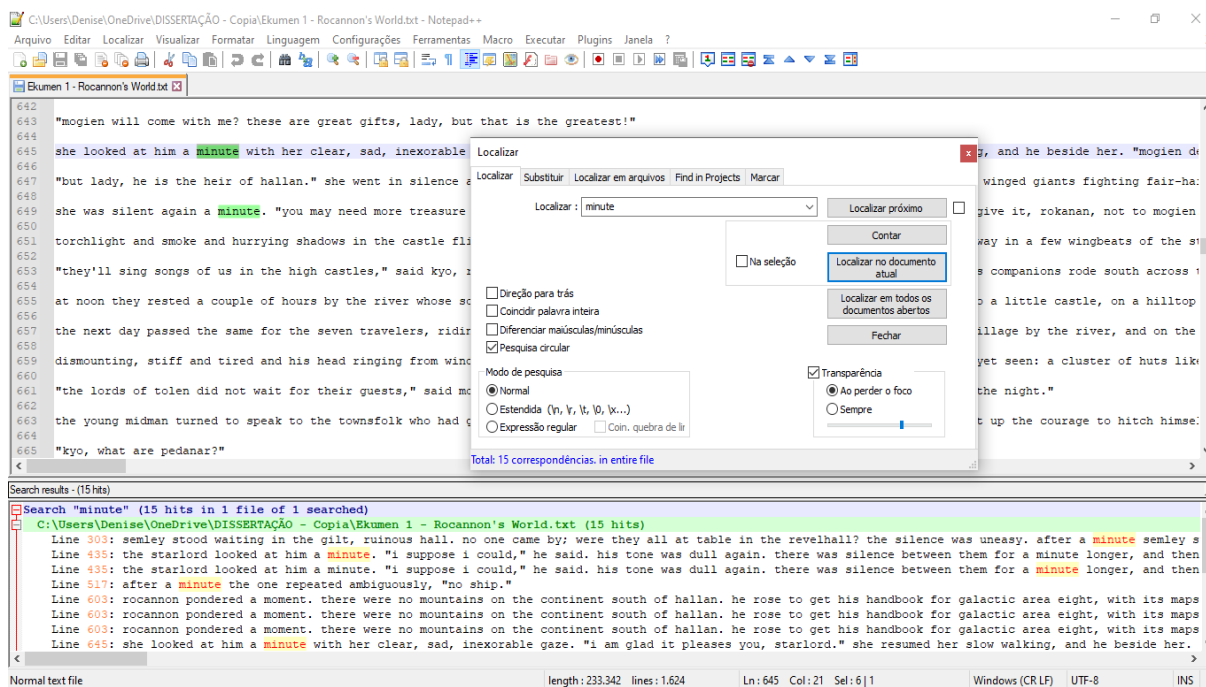 C:\Users\Denise\OneDrive\DISSERTAÇÃO - Copia\Ekumen 1 - Rocannon's World.txt - Notepad++
Arquivo Editar Localizar Visualizar Formatar Linguagem Configurações Ferramentas Macro Executar Plugins Janela ?
Ekumen 1 - Rocannon's World.txt
642
643 "mogien will come with me? these are great gifts, lady, but that is the greatest!"
644
645 she looked at him a minute with her clear, sad, inexorable g, and he beside her. "mogien de
646
647 "but lady, he is the heir of hallan." she went in silence a winged giants fighting fair-hai
648
649 she was silent again a minute. "you may need more treasure give it, rokanan, not to mogien
650
651 torchlight and smoke and hurrying shadows in the castle fli way in a few wingbeats of the st
652
653 "they'll sing songs of us in the high castles," said kyo, r s companions rode south across t
654
655 at noon they rested a couple of hours by the river whose so o a little castle, on a hilltop
656
657 the next day passed the same for the seven travelers, ridin illage by the river, and on the
658
659 dismounting, stiff and tired and his head ringing from wind yet seen: a cluster of huts like
660
661 "the lords of tolen did not wait for their guests," said mo the night."
662
663 the young midman turned to speak to the townsfolk who had g t up the courage to hitch himsel
664
665 "kyo, what are pedanar?"
Localizar
Localizar Substituir Localizar em arquivos Find in Projects Marcar
Localizar : minute Localizar próximo
Contar
Na seleção Localizar no documento
atual
Direção para trás
Localizar em todos os
documentos abertos
Coincidir palavra inteira
Diferenciar maiúsculas/minúsculas Fechar
Pesquisa circular
Modo de pesquisa Transparência
Normal Ao perder o foco
Estendida (\n, \r, \t, \0, \x...) Sempre
Expressão regular Coin. quebra de lir
Total: 15 correspondências. in entire file
Search results - (15 hits)
Search "minute" (15 hits in 1 file of 1 searched)
C:\Users\Denise\OneDrive\DISSERTAÇÃO - Copia\Ekumen 1 - Rocannon's World.txt (15 hits)
Line 303: semley stood waiting in the gilt, ruinous hall. no one came by; were they all at table in the revelhall? the silence was uneasy. after a minute semley s
Line 435: the starlord looked at him a minute. "i suppose i could," he said. his tone was dull again. there was silence between them for a minute longer, and then
Line 435: the starlord looked at him a minute. "i suppose i could," he said. his tone was dull again. there was silence between them for a minute longer, and then
Line 517: after a minute the one repeated ambiguously, "no ship."
Line 603: rocannon pondered a moment. there were no mountains on the continent south of hallan. he rose to get his handbook for galactic area eight, with its maps
Line 603: rocannon pondered a moment. there were no mountains on the continent south of hallan. he rose to get his handbook for galactic area eight, with its maps
Line 603: rocannon pondered a moment. there were no mountains on the continent south of hallan. he rose to get his handbook for galactic area eight, with its maps
Line 645: she looked at him a minute with her clear, sad, inexorable gaze. "i am glad it pleases you, starlord." she resumed her slow walking, and he beside her.
Normal text file length : 233.342 lines : 1.624 Ln : 645 Col : 21 Sel : 6 | 1 Windows (CR LF) UTF-8 INS